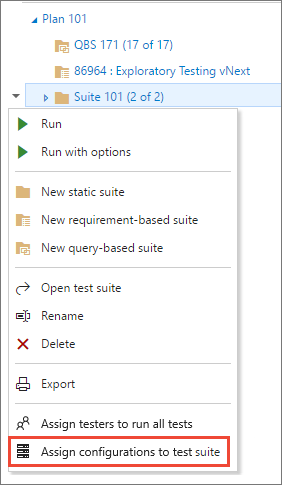 Plan 101
QBS 171 (17 of 17)
86964 : Exploratory Testing vNext
Suite 101 (2 of 2)
Run
Run with options
New static suite
New requirement-based suite
New query-based suite
Open test suite
Rename
Delete
Export
Assign testers to run all tests
Assign configurations to test suite